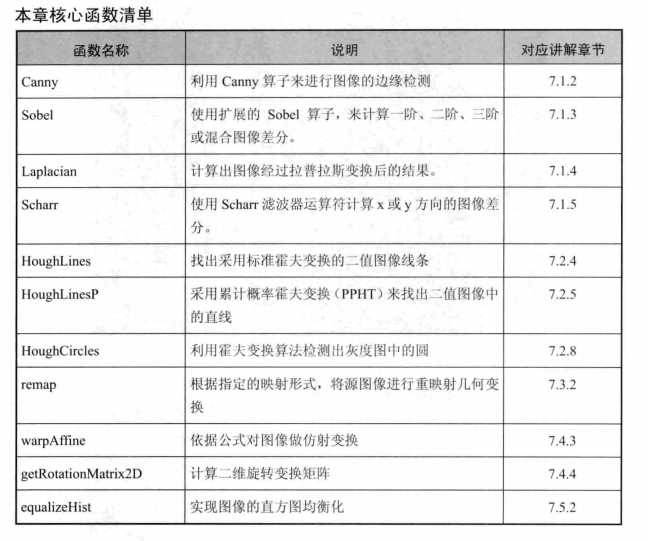 本章核心函数清单
函数名称 说明 对应讲解章节
Canny 利用 Canny 算子来进行图像的边缘检测 7.1.2
Sobel 使用扩展的 Sobel 算子，来计算一阶、二阶、三阶 7.1.3
或混合图像差分。
Laplacian 计算出图像经过拉普拉斯变换后的结果。 7.1.4
Scharr 使用 Scharr 滤波器运算符计算 x 或 y 方向的图像差 7.1.5
分。
HoughLines 找出采用标准霍夫变换的二值图像线条 7.2.4
HoughLinesP 采用累计概率霍夫变换（PPHT）来找出二值图像中 7.2.5
的直线
HoughCircles 利用霍夫变换算法检测出灰度图中的圆 7.2.8
remap 根据指定的映射形式，将源图像进行重映射几何变 7.3.2
换
warpAffine 依据公式对图像做仿射变换 7.4.3
getRotationMatrix2D 计算二维旋转变换矩阵 7.4.4
equalizeHist 实现图像的直方图均衡化 7.5.2